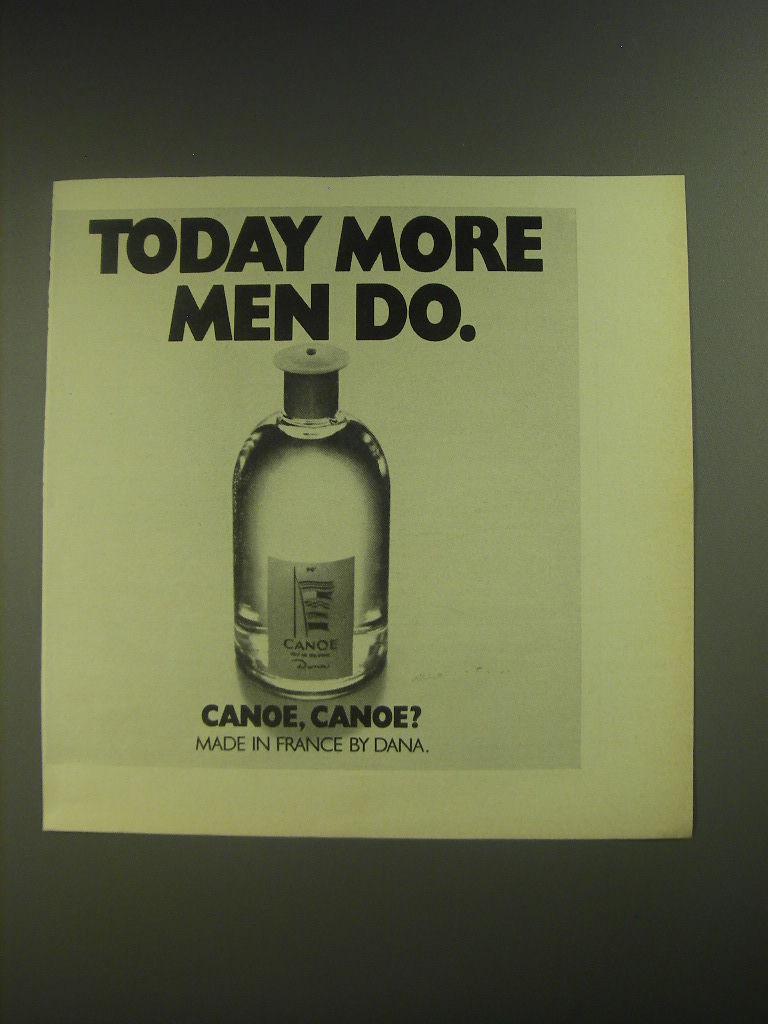 TODAY MORE
MEN DO.
CANOE
Dana
CANOE, CANOE?
MADE IN FRANCE BY DANA.